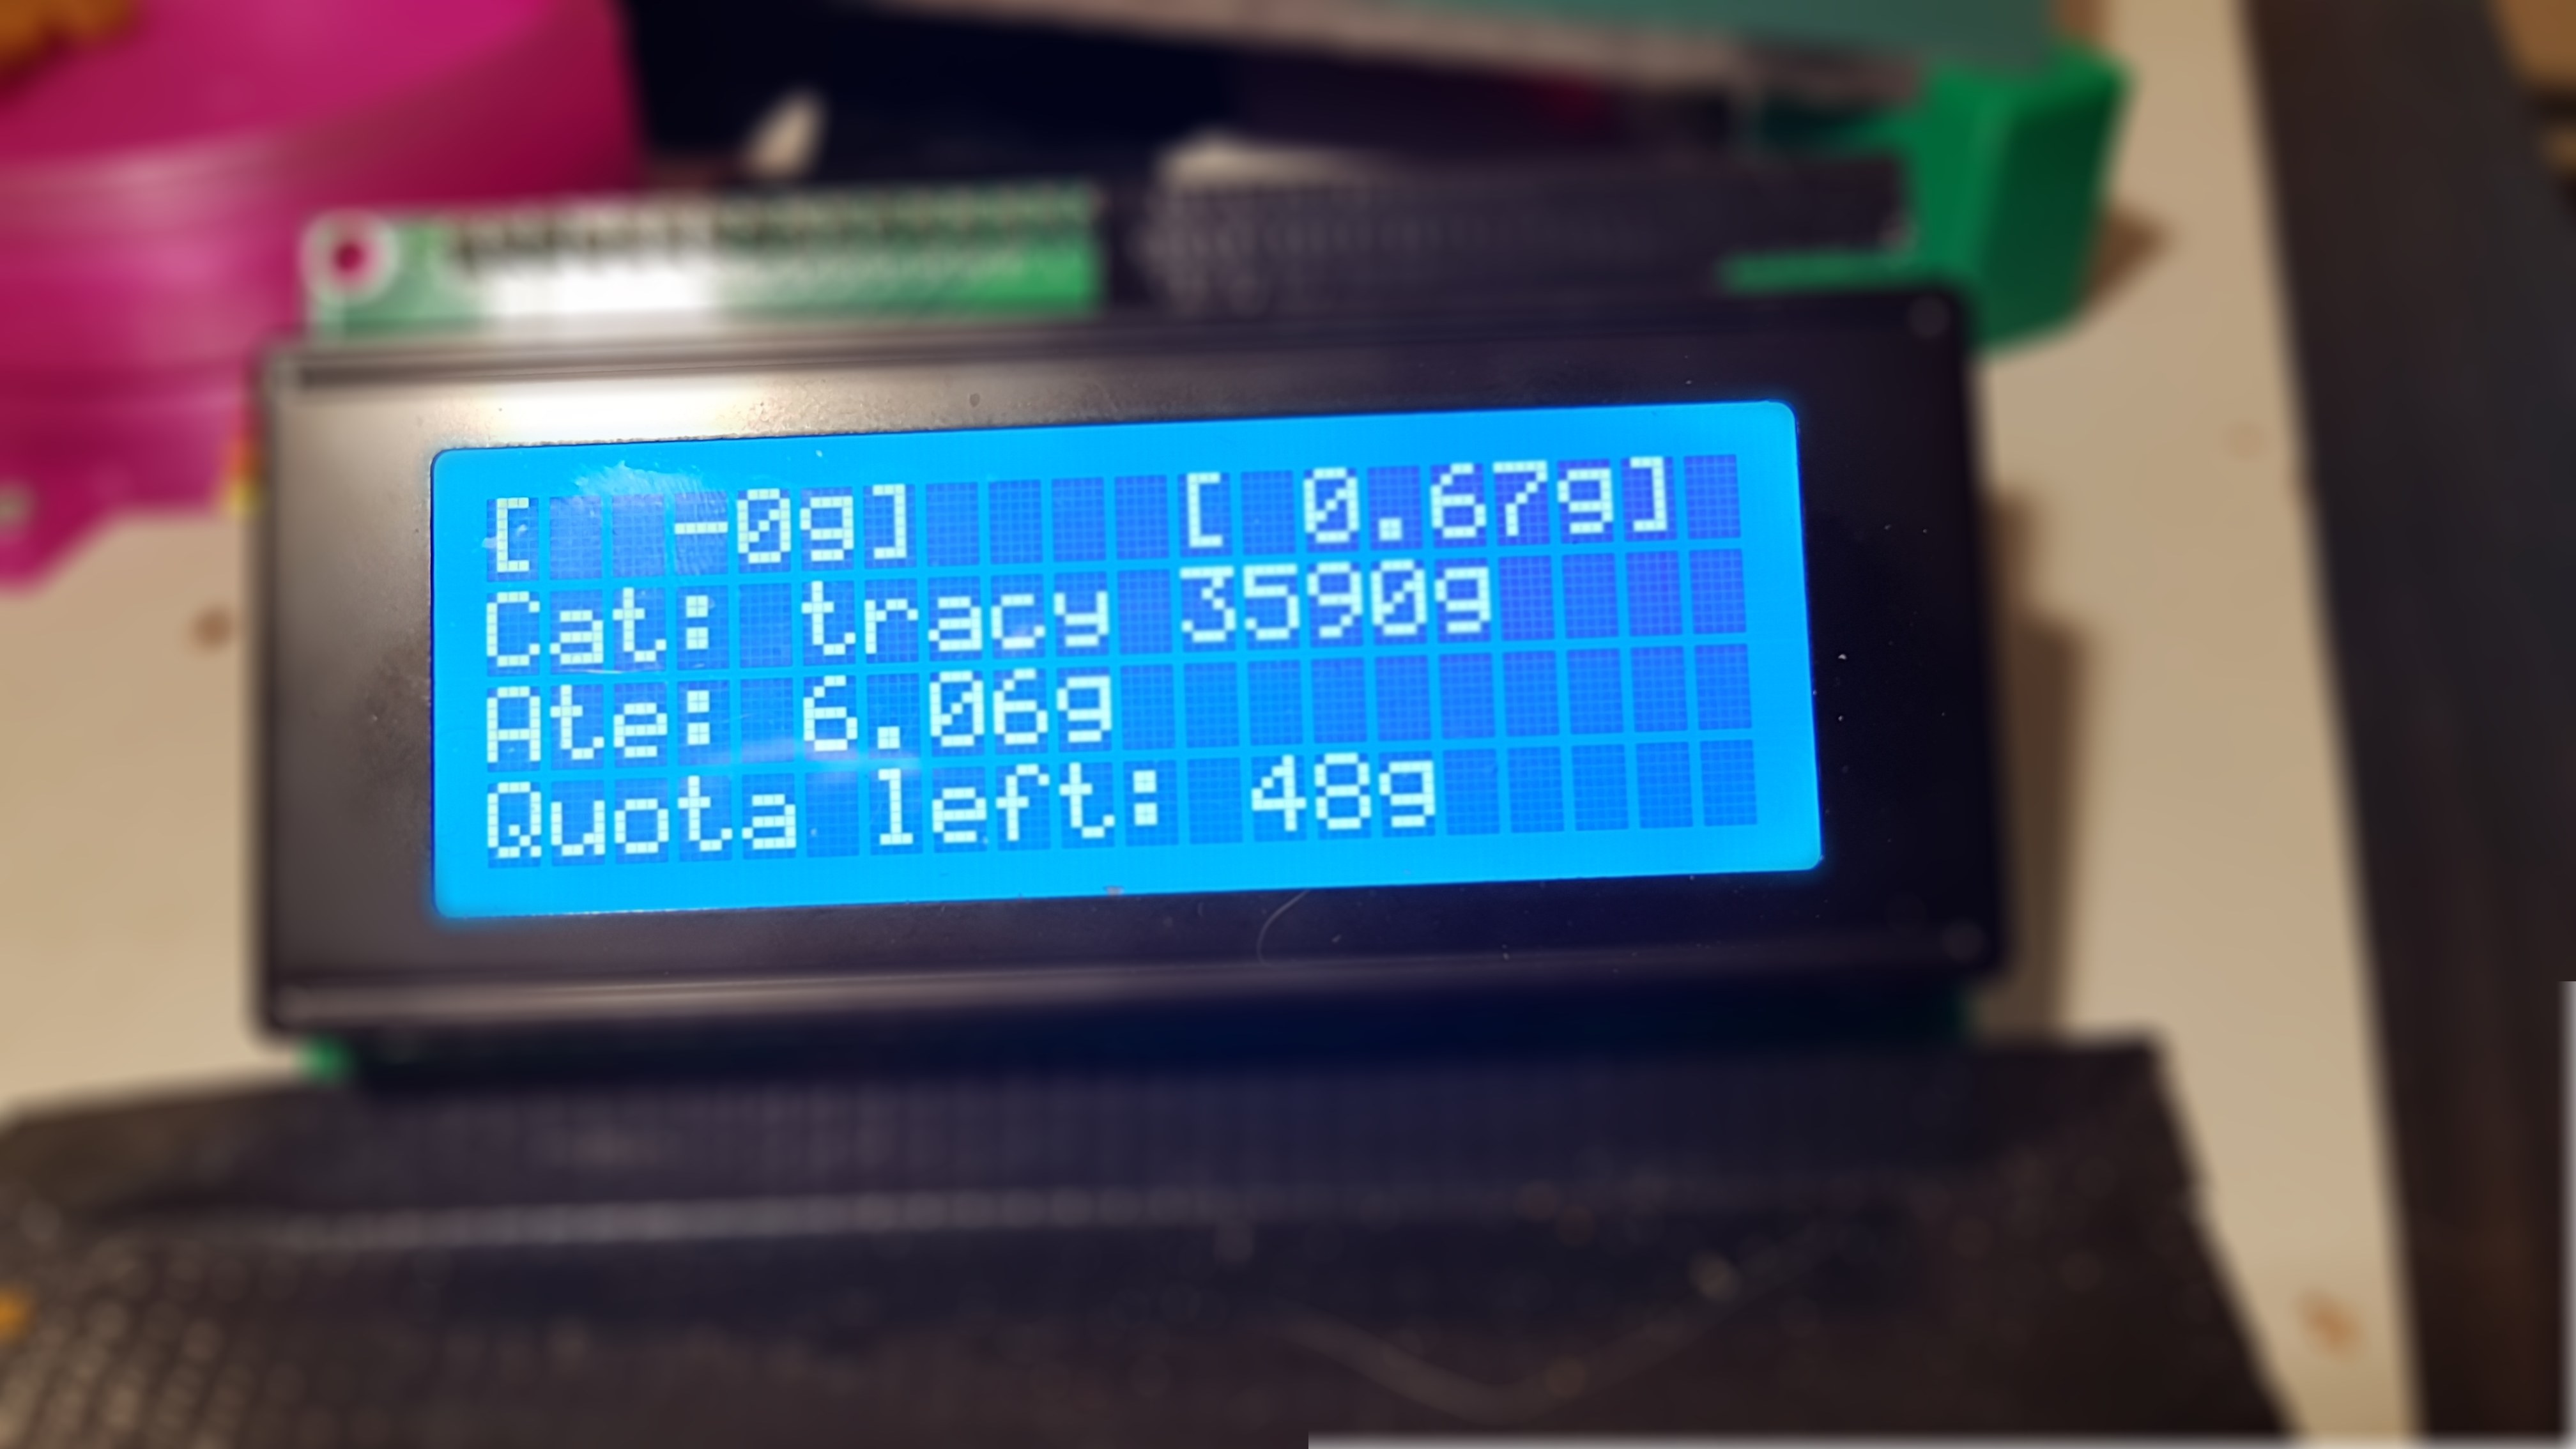 [  -0g]    [ 0.67g]
Cat: tracy 3590g
Ate: 6.06g
Quota left: 48g